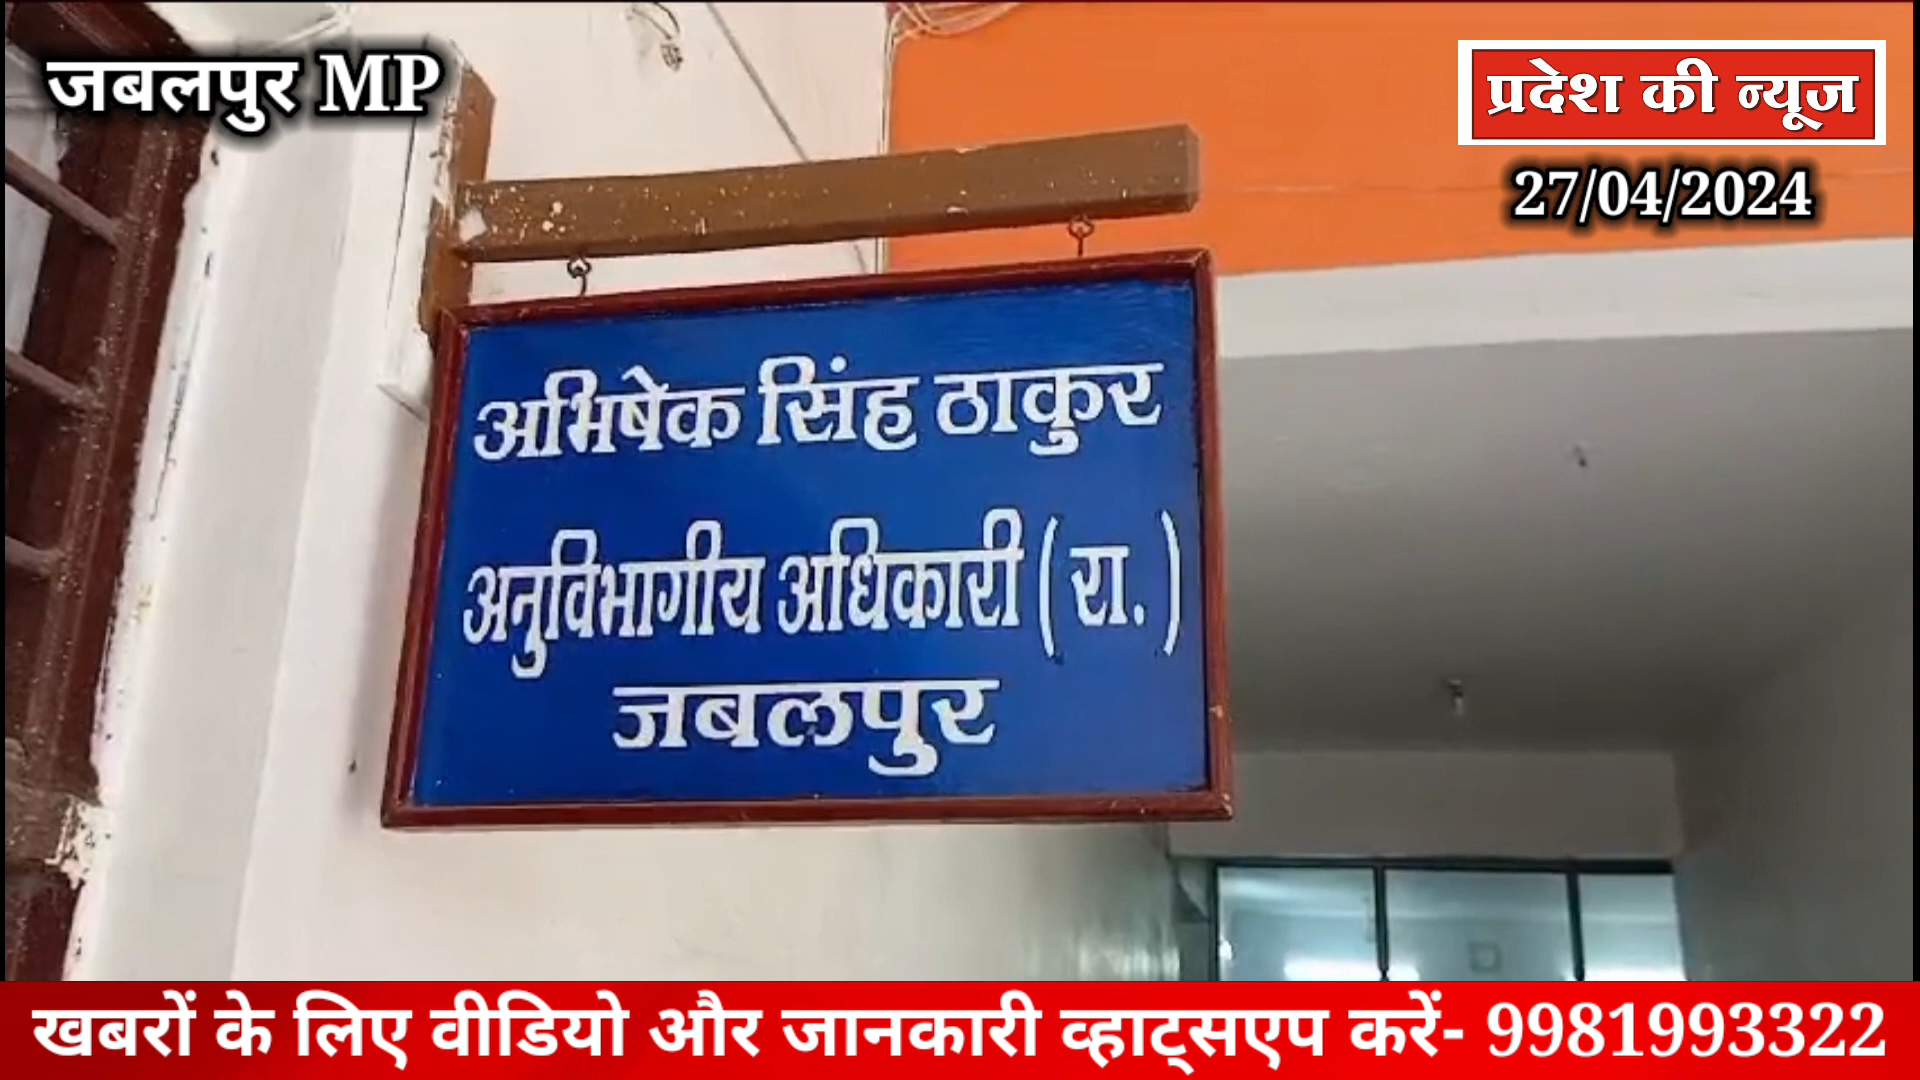 जबलपुर MP
प्रदेश की न्यूज
27/04/2024
अभिषेक सिंह ठाकुर
अनुविभागीय अधिकारी ( रा. )
जबलपुर
खबरों के लिए वीडियो और जानकारी व्हाट्सएप करें- 9981993322